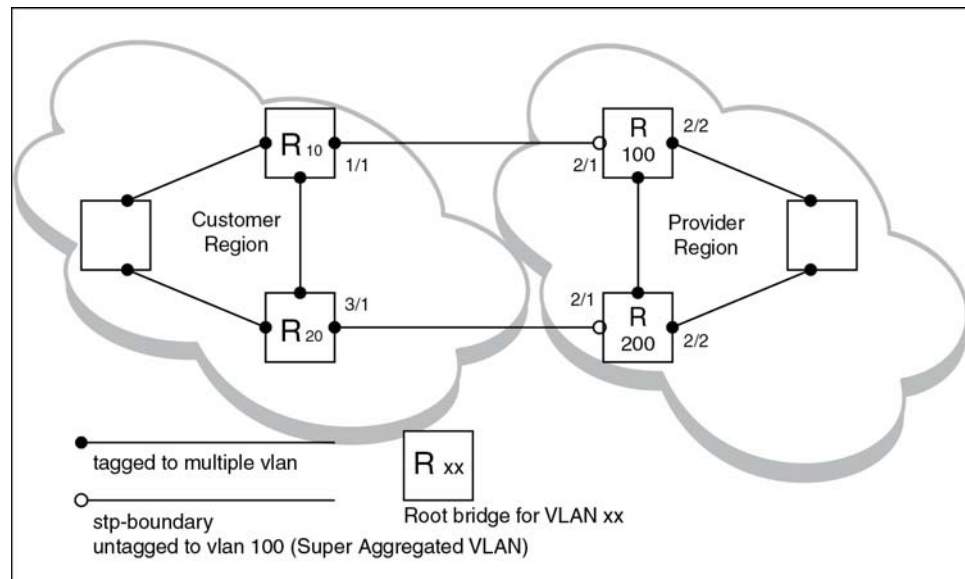 R 10
1/1
R
100
2/2
2/1
Customer
Region
Provider
Region
R 20
3/1
2/1
R
200
2/2
tagged to multiple vlan
stp-boundary
untagged to vlan 100 (Super Aggregated VLAN)
R xx
Root bridge for VLAN xx